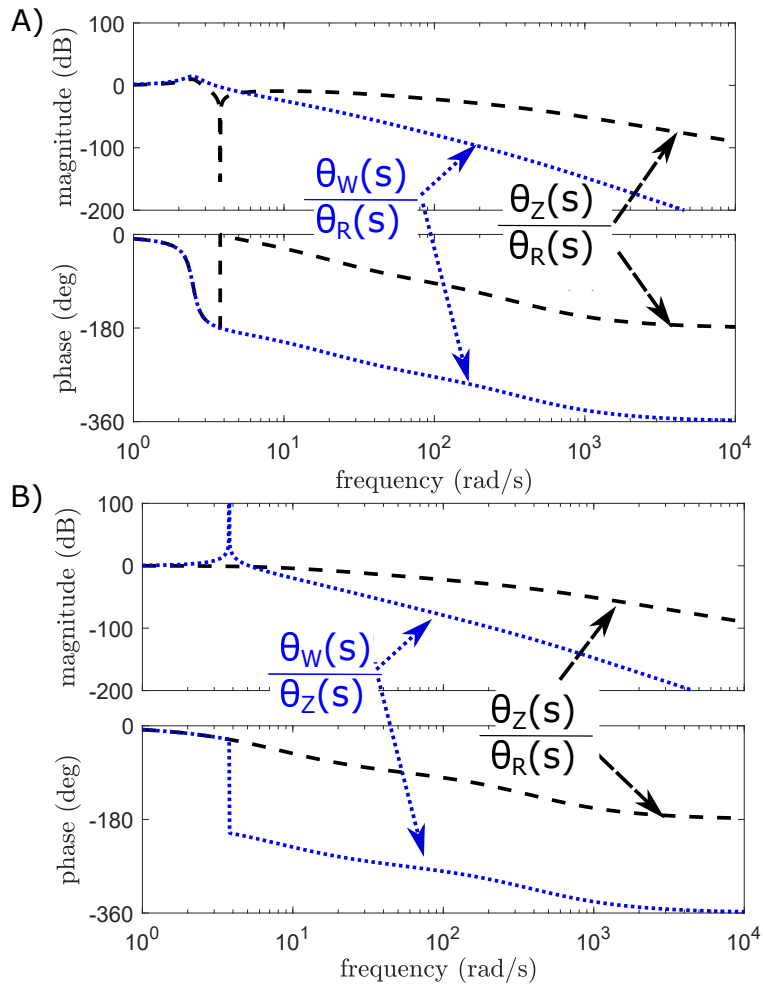 A)
magnitude (dB)
100
0
-100
-200
θW(s)
θR(s)
θZ(s)
θR(s)
phase (deg)
0
-180
-360
10^0
10^1
10^2
10^3
10^4
frequency (rad/s)
B)
magnitude (dB)
100
0
-100
-200
θW(s)
θZ(s)
θZ(s)
θR(s)
phase (deg)
0
-180
-360
10^0
10^1
10^2
10^3
10^4
frequency (rad/s)